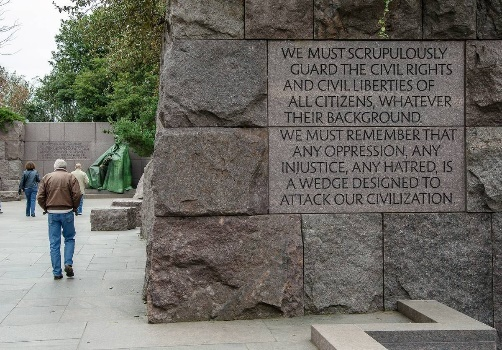 WE MUST SCRUPULOUSLY
GUARD THE CIVIL RIGHTS
AND CIVIL LIBERTIES OF
ALL CITIZENS, WHATEVER
THEIR BACKGROUND.
WE MUST REMEMBER THAT
ANY OPPRESSION, ANY
INJUSTICE, ANY HATRED, IS
A WEDGE DESIGNED TO
ATTACK OUR CIVILIZATION.